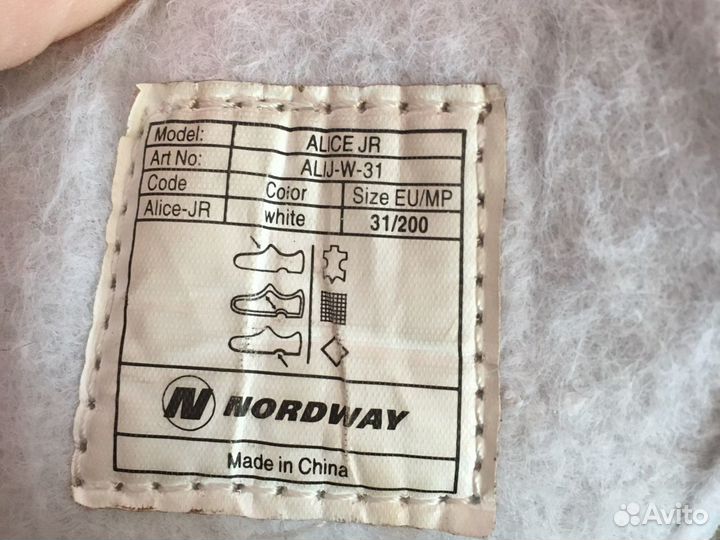 Model: ALICE JR
Art No: ALIJ-W-31
Code Color Size EU/MP
Alice-JR white 31/200
N NORDWAY
Made in China
Avito